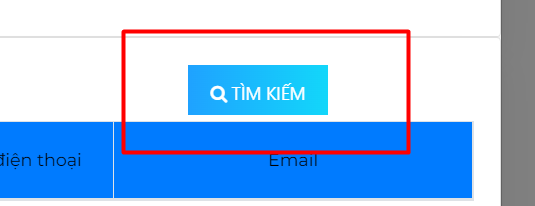 TÌM KIẾM
điện thoại
Email